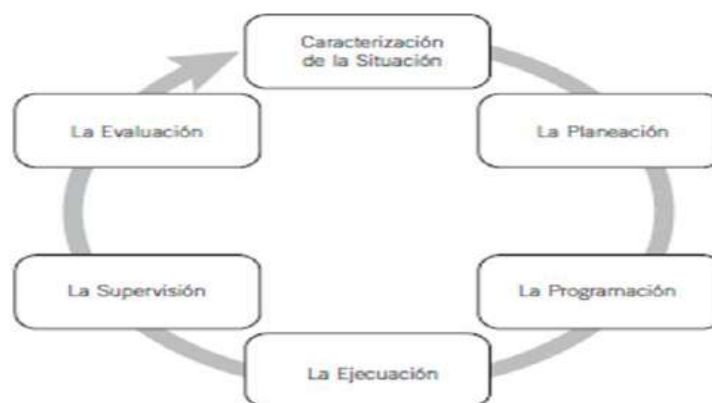 Caracterización
de la Situación
La Planeación
La Programación
La Ejecuación
La Supervisión
La Evaluación